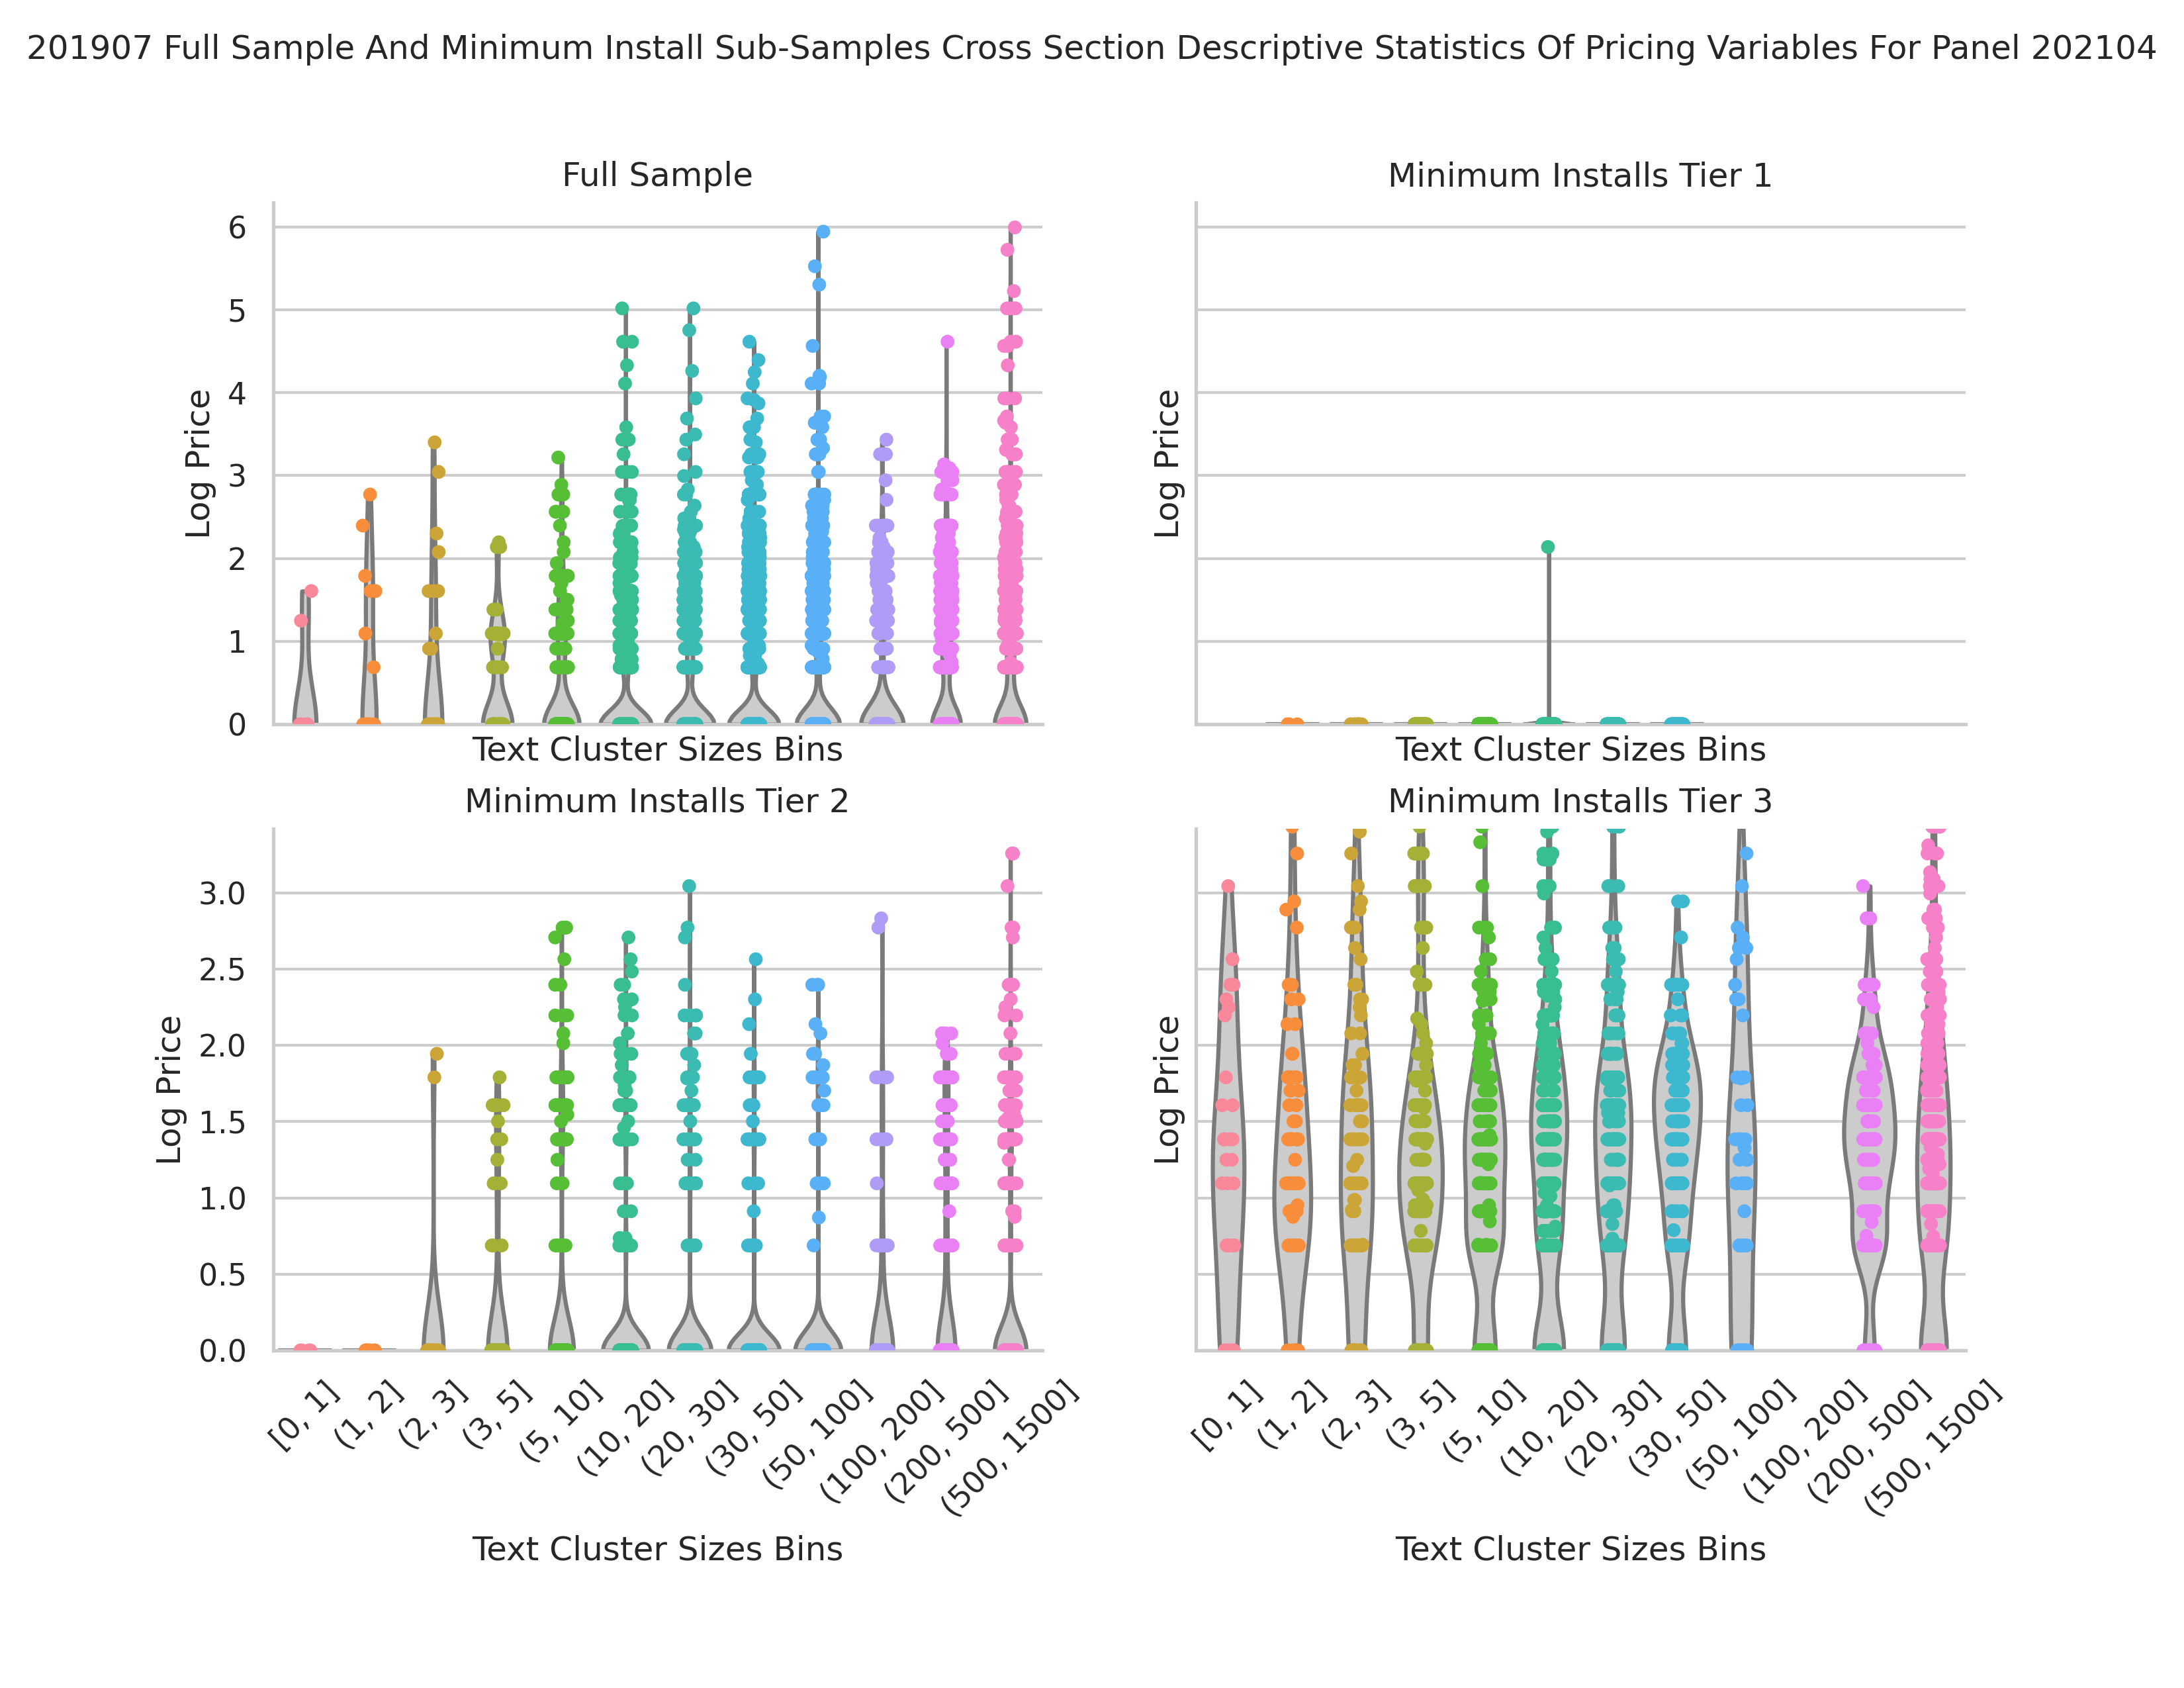 201907 Full Sample And Minimum Install Sub-Samples Cross Section Descriptive Statistics Of Pricing Variables For Panel 202104
Full Sample
Minimum Installs Tier 1
6
5
4
3
2
1
0
Log Price
Log Price
Text Cluster Sizes Bins
Text Cluster Sizes Bins
Minimum Installs Tier 2
Minimum Installs Tier 3
3.0
2.5
2.0
1.5
1.0
0.5
0.0
Log Price
Log Price
[0, 1]
(1, 2]
(2, 3]
(3, 5]
(5, 10]
(10, 20]
(20, 30]
(30, 50]
(50, 100]
(100, 200]
(200, 500]
(500, 1500]
[0, 1]
(1, 2]
(2, 3]
(3, 5]
(5, 10]
(10, 20]
(20, 30]
(30, 50]
(50, 100]
(100, 200]
(200, 500]
(500, 1500]
Text Cluster Sizes Bins
Text Cluster Sizes Bins